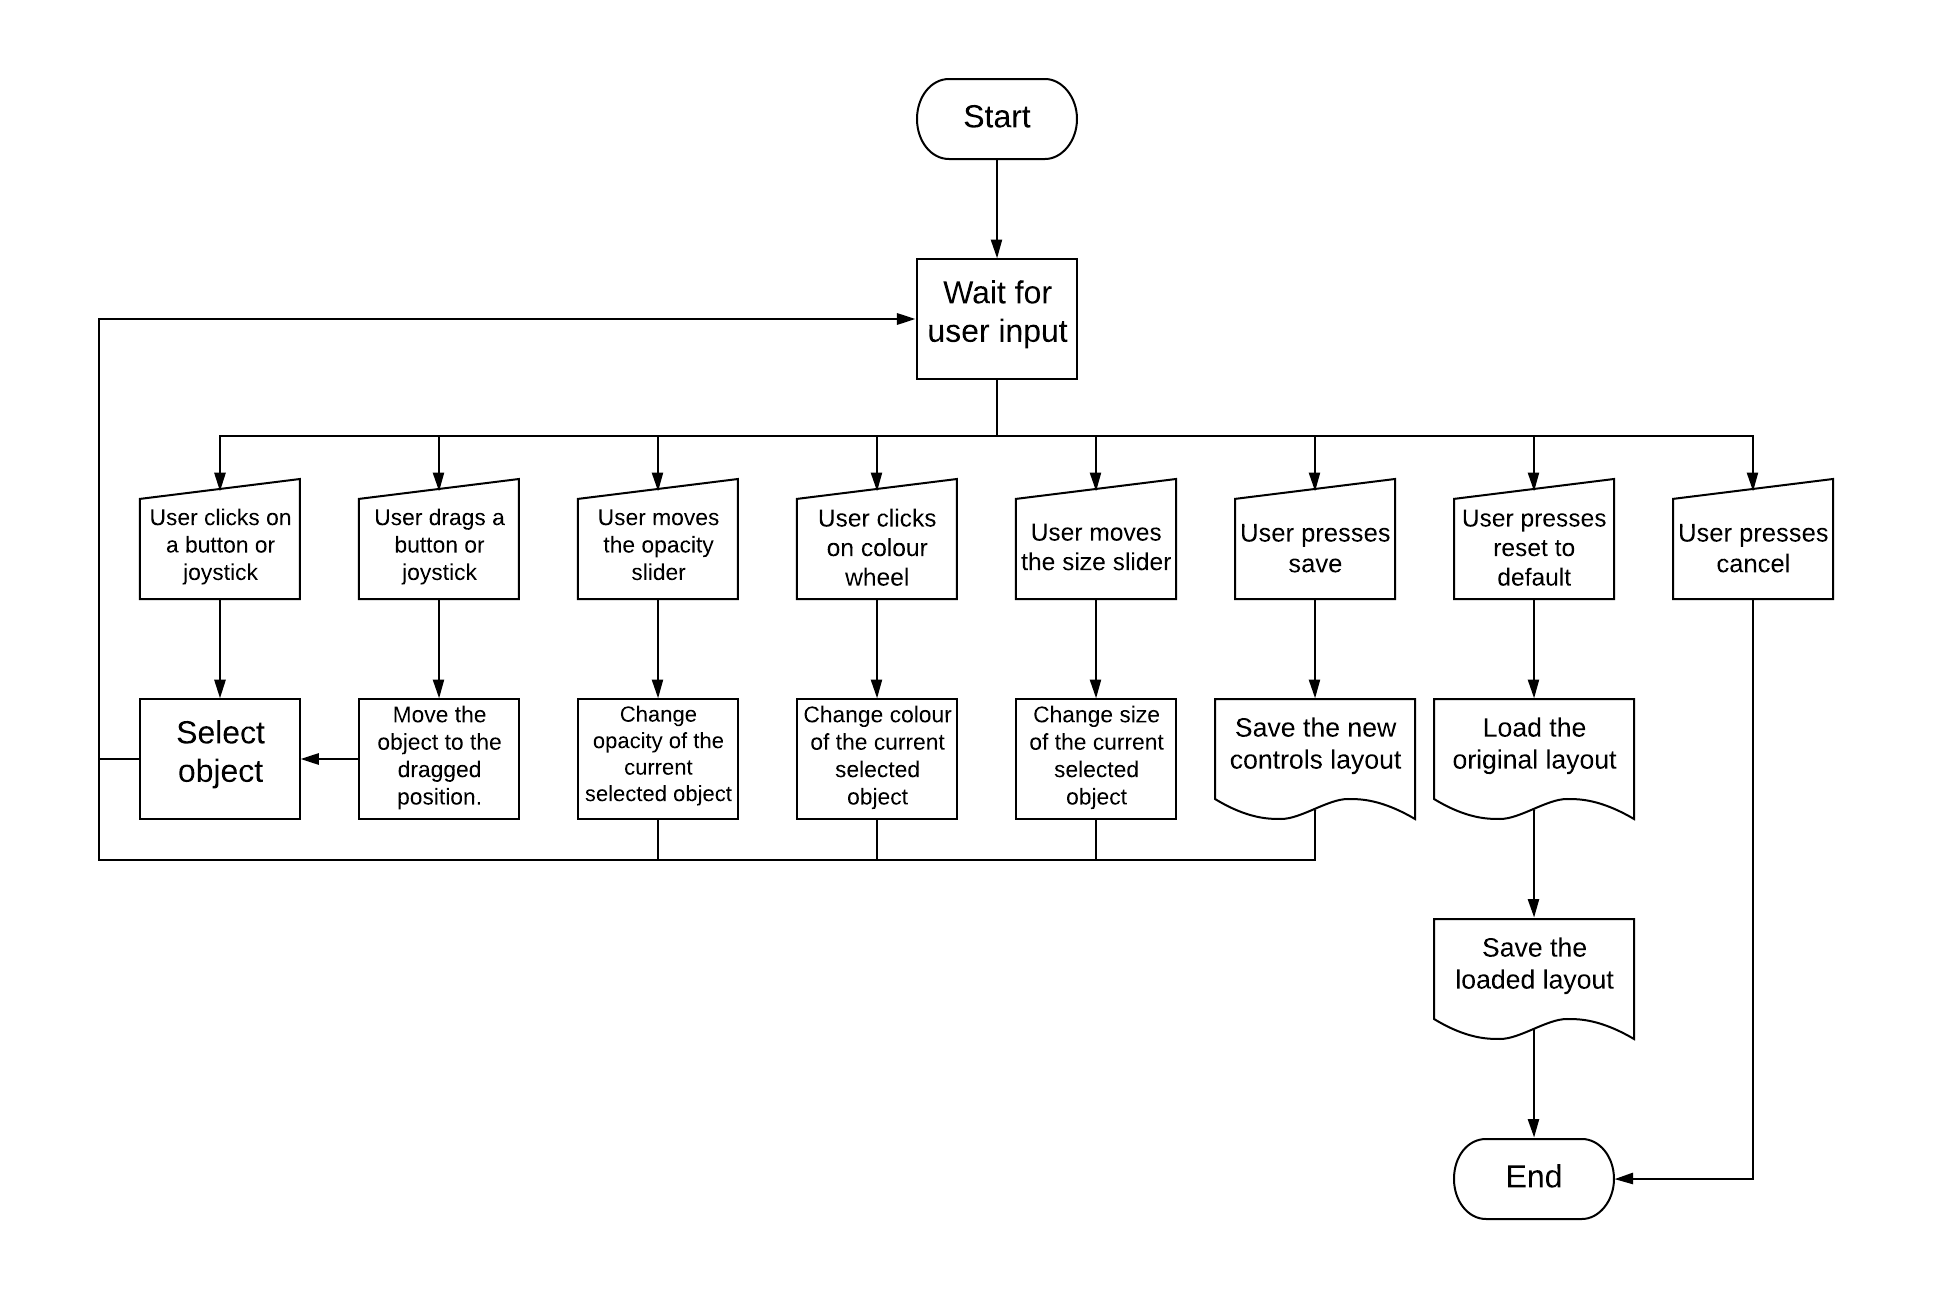 Start
Wait for
user input
User clicks on
a button or
joystick
User drags a
button or
joystick
User moves
the opacity
slider
User clicks
on colour
wheel
User moves
the size slider
User presses
save
User presses
reset to
default
User presses
cancel
Select
object
Move the
object to the
dragged
position.
Change
opacity of the
current
selected object
Change colour
of the current
selected
object
Change size
of the current
selected
object
Save the new
controls layout
Load the
original layout
Save the
loaded layout
End